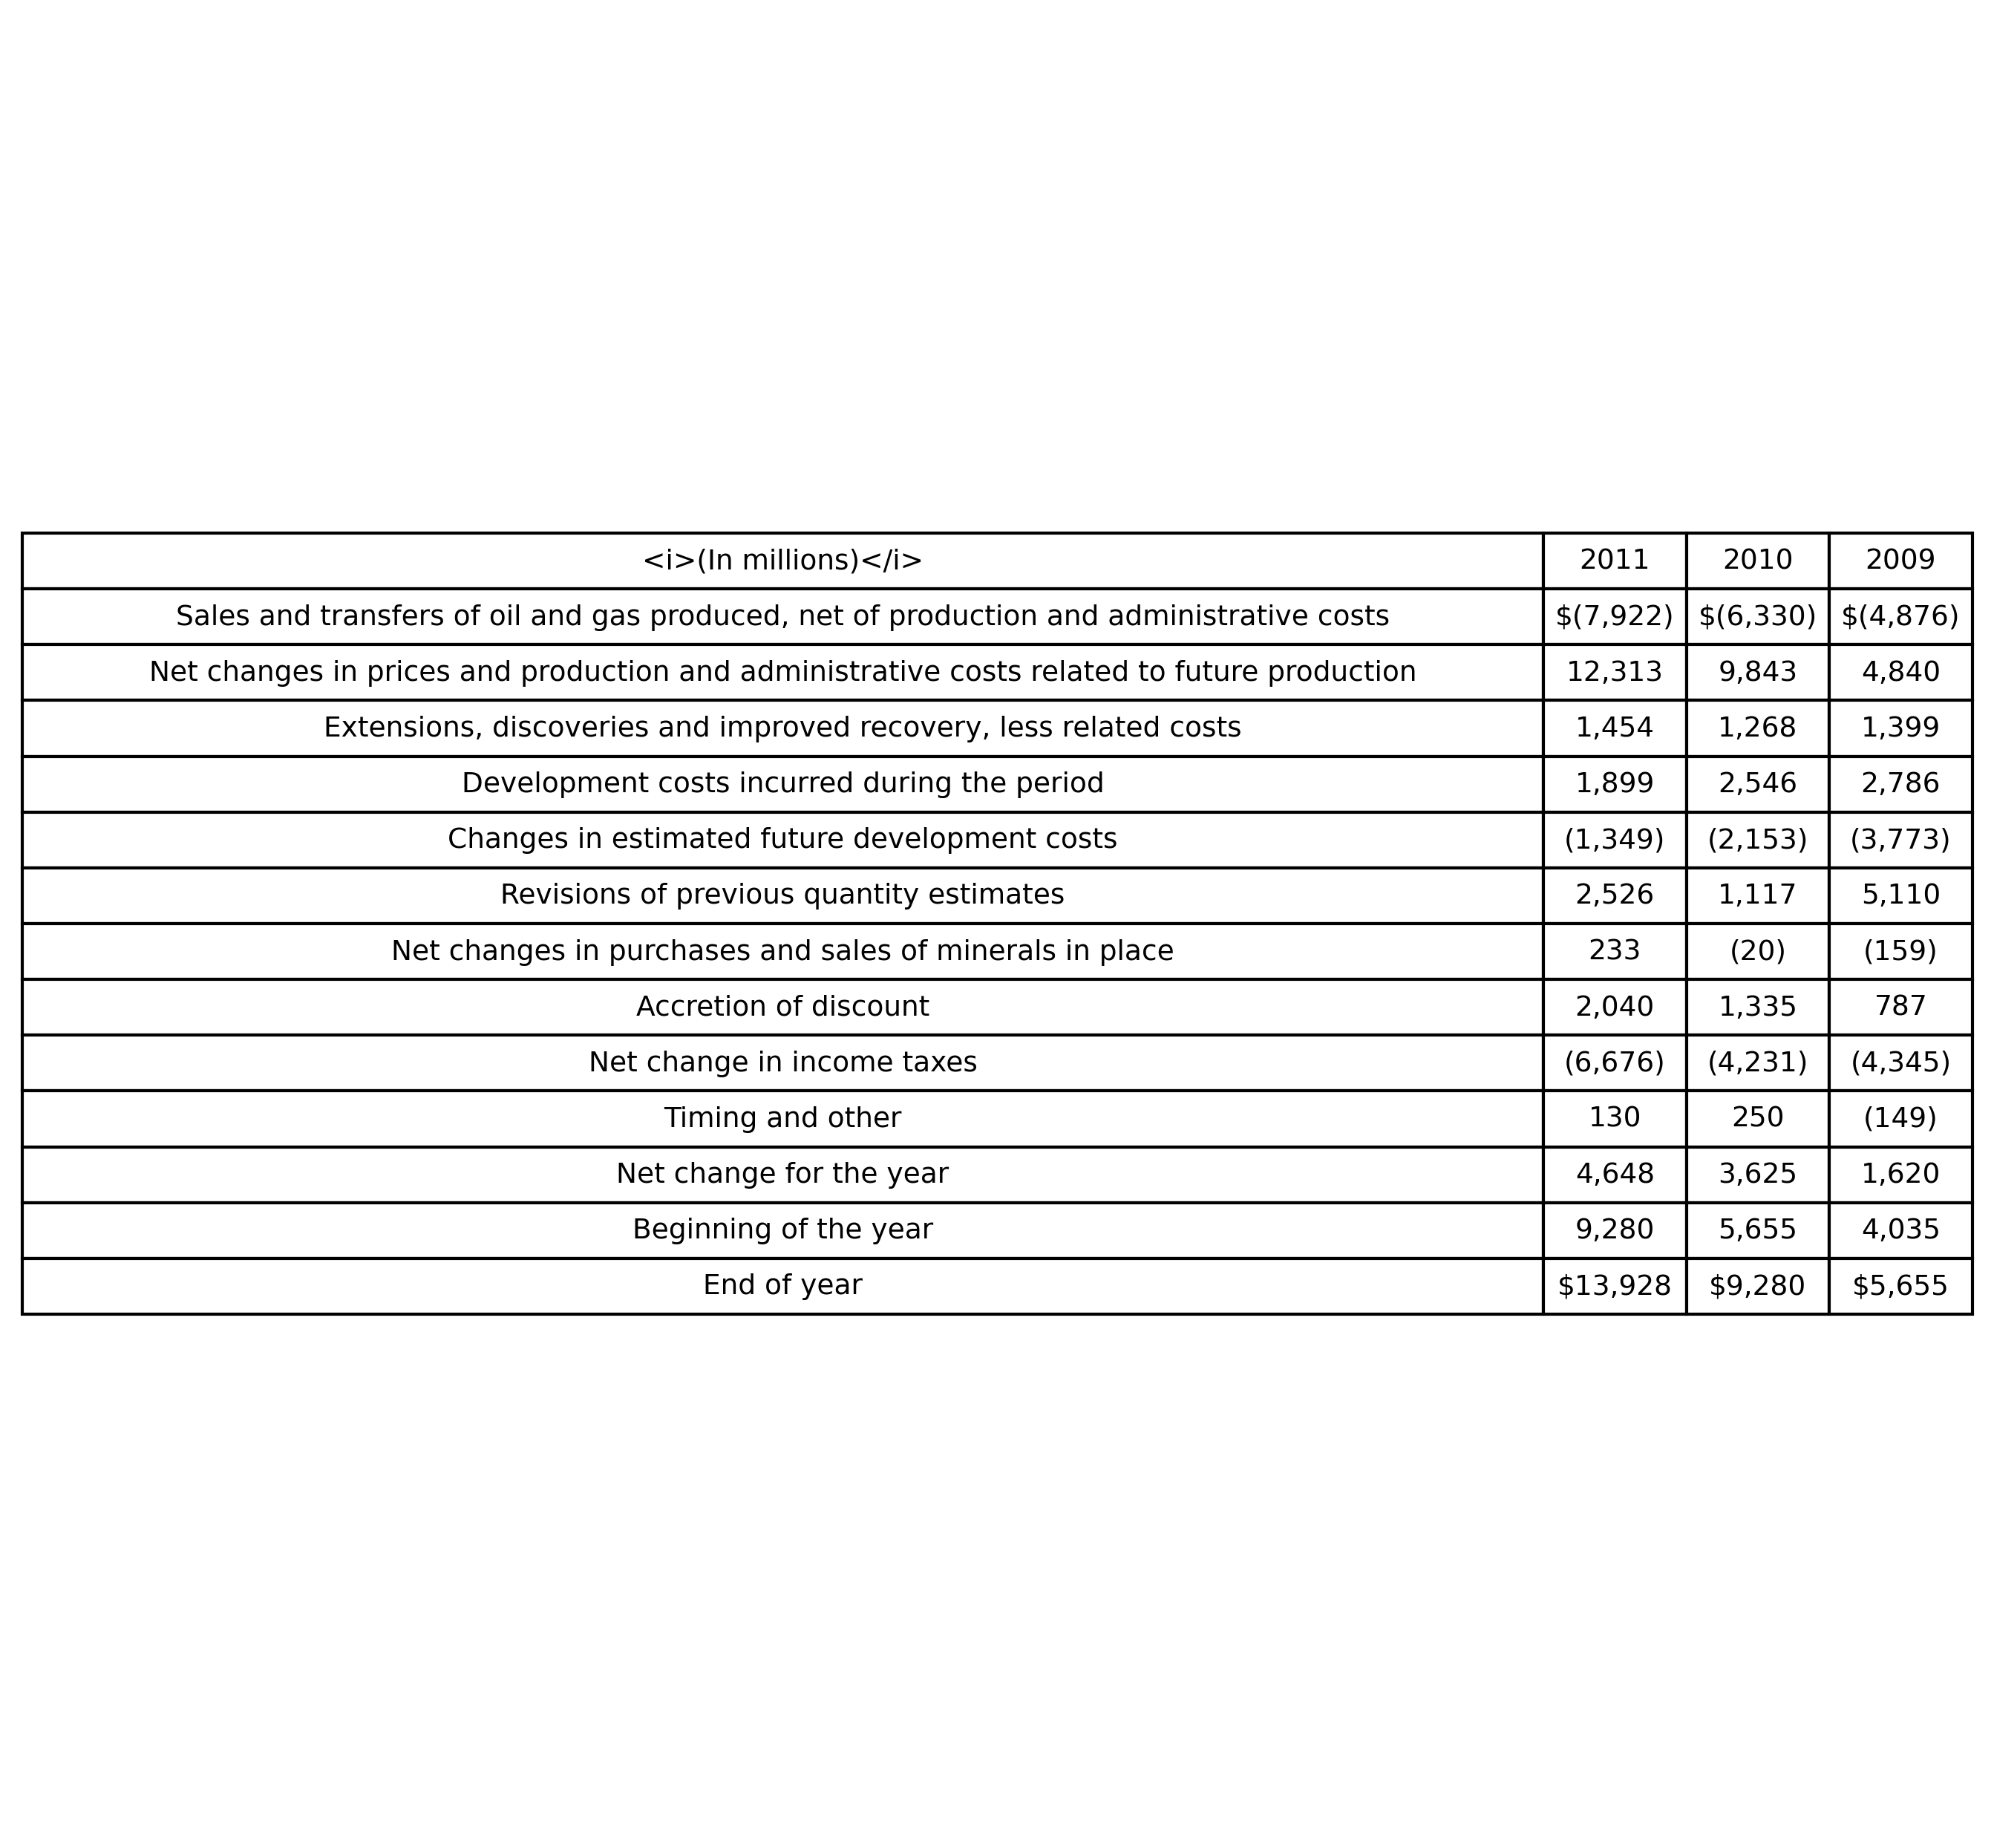 <i>(In millions)</i> 2011 2010 2009
Sales and transfers of oil and gas produced, net of production and administrative costs $(7,922) $(6,330) $(4,876)
Net changes in prices and production and administrative costs related to future production 12,313 9,843 4,840
Extensions, discoveries and improved recovery, less related costs 1,454 1,268 1,399
Development costs incurred during the period 1,899 2,546 2,786
Changes in estimated future development costs (1,349) (2,153) (3,773)
Revisions of previous quantity estimates 2,526 1,117 5,110
Net changes in purchases and sales of minerals in place 233 (20) (159)
Accretion of discount 2,040 1,335 787
Net change in income taxes (6,676) (4,231) (4,345)
Timing and other 130 250 (149)
Net change for the year 4,648 3,625 1,620
Beginning of the year 9,280 5,655 4,035
End of year $13,928 $9,280 $5,655